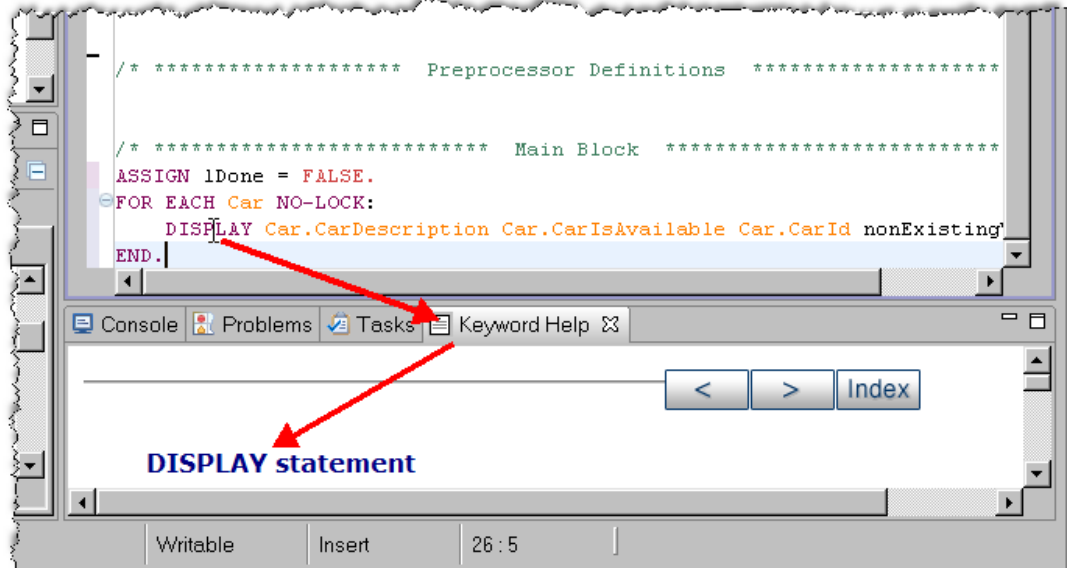 /* ******************** Preprocessor Definitions ********************
/* *************************** Main Block ***************************
ASSIGN lDone = FALSE.
FOR EACH Car NO-LOCK:
DISPLAY Car.CarDescription Car.CarIsAvailable Car.CarId nonExisting
END.
Console Problems Tasks Keyword Help
< > Index
DISPLAY statement
Writable Insert 26 : 5